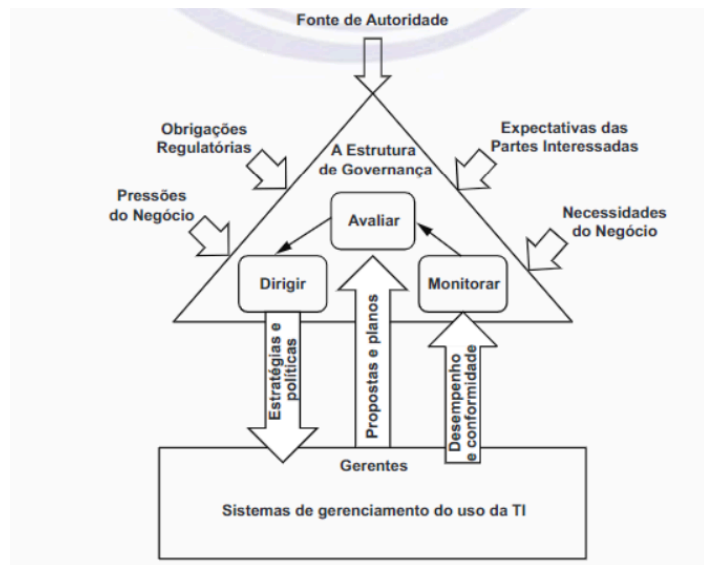 Fonte de Autoridade
Obrigações
Regulatórias
Expectativas das
Partes Interessadas
A Estrutura
de Governança
Pressões
do Negócio
Necessidades
do Negócio
Avaliar
Dirigir
Monitorar
Estratégias e
políticas
Propostas e planos
Desempenho
e conformidade
Gerentes
Sistemas de gerenciamento do uso da TI